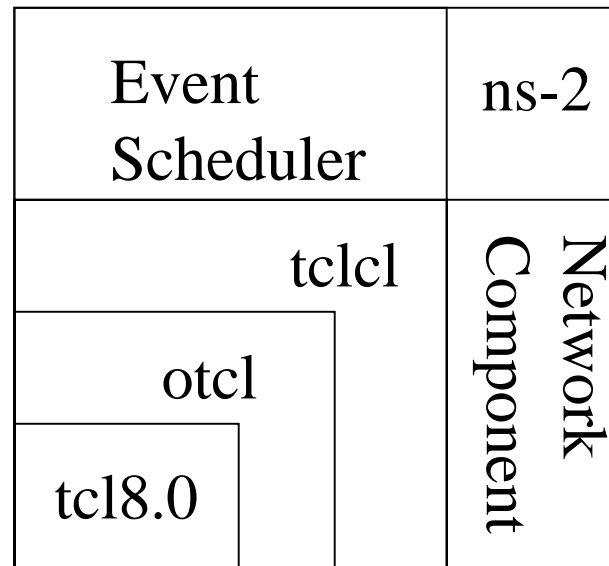 Event
Scheduler
ns-2
tclcl
Network
Component
otcl
tcl8.0